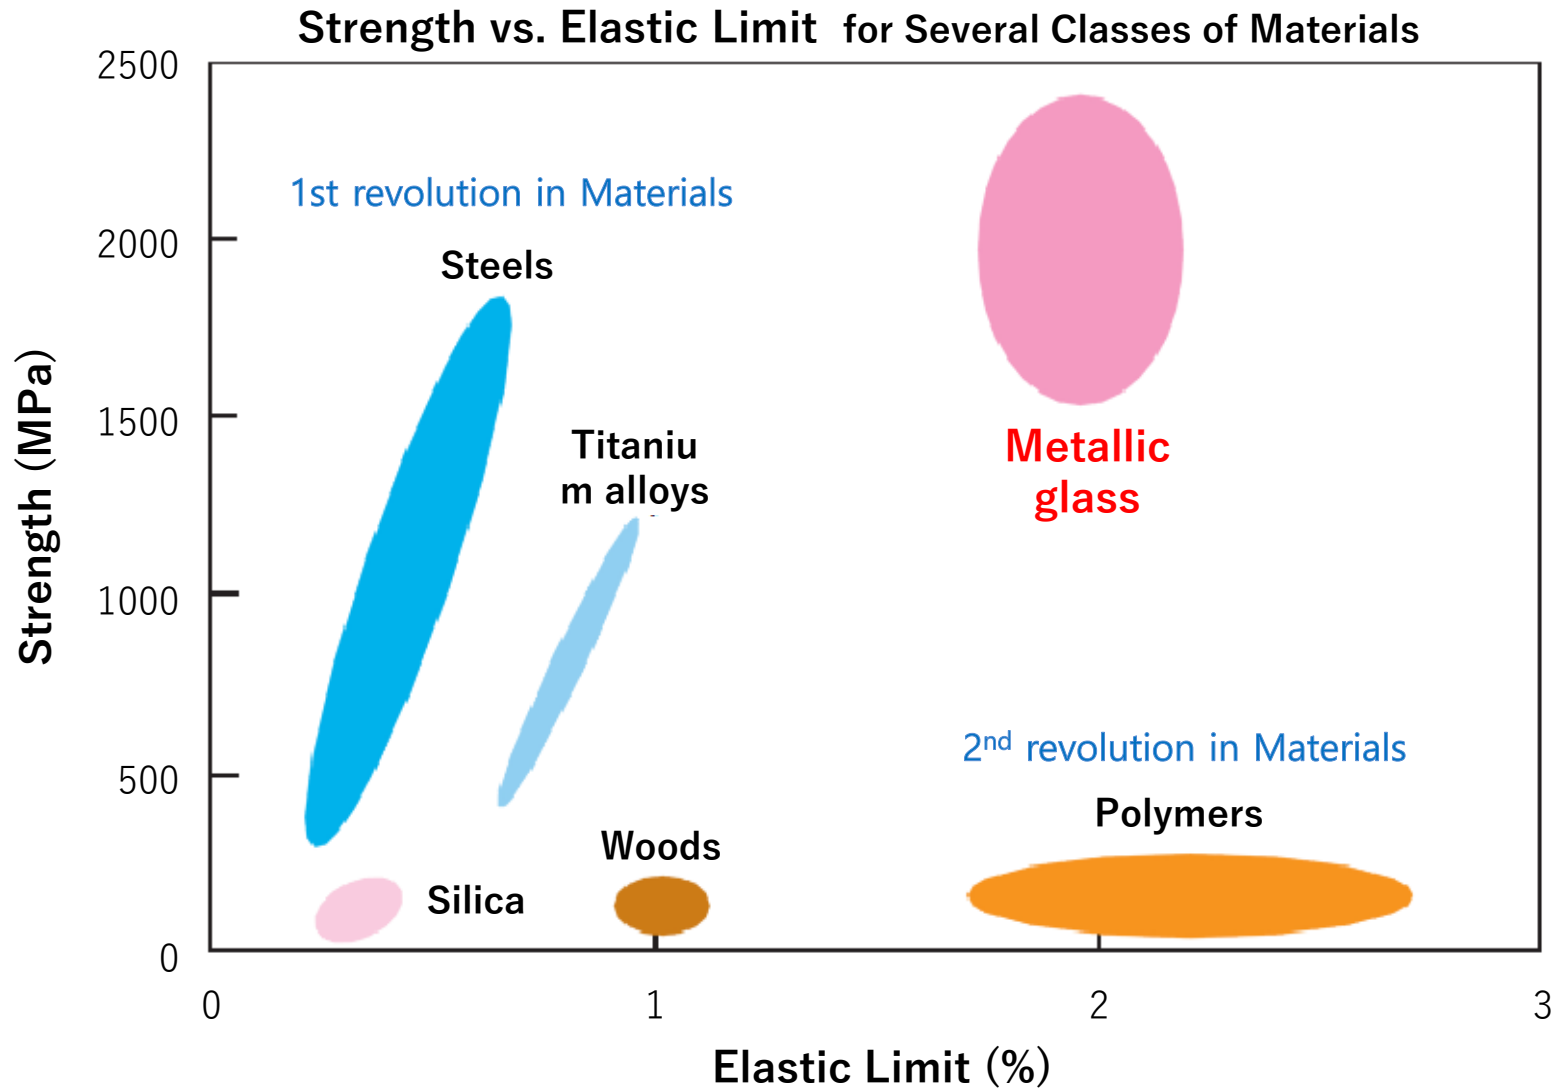 Strength vs. Elastic Limit for Several Classes of Materials
2500
1st revolution in Materials
2000
Steels
1500
Titaniu
m alloys
Metallic
glass
Strength (MPa)
1000
2nd revolution in Materials
500
Polymers
Woods
Silica
0
0 1 2 3
Elastic Limit (%)